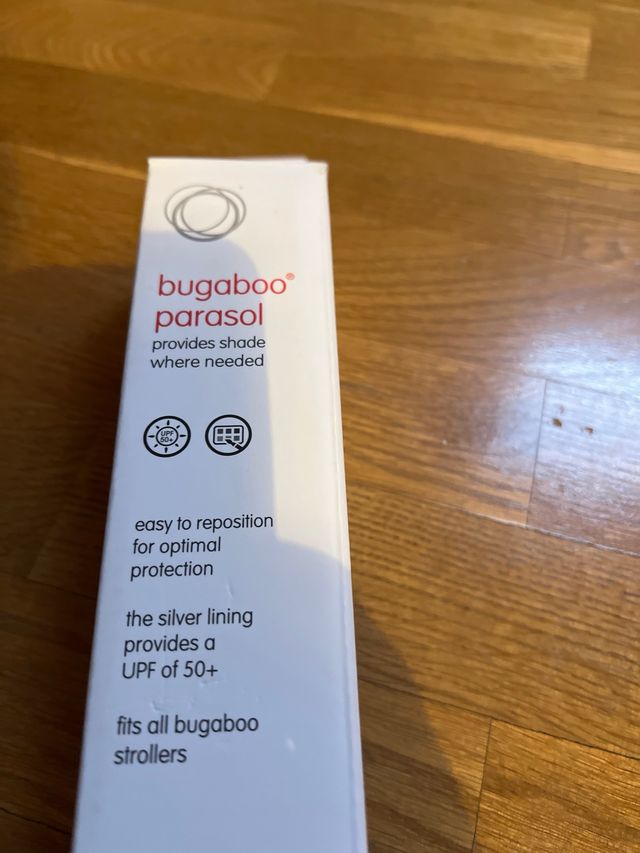 bugaboo®
parasol
provides shade
where needed
UPF
50+
easy to reposition
for optimal
protection
the silver lining
provides a
UPF of 50+
fits all bugaboo
strollers